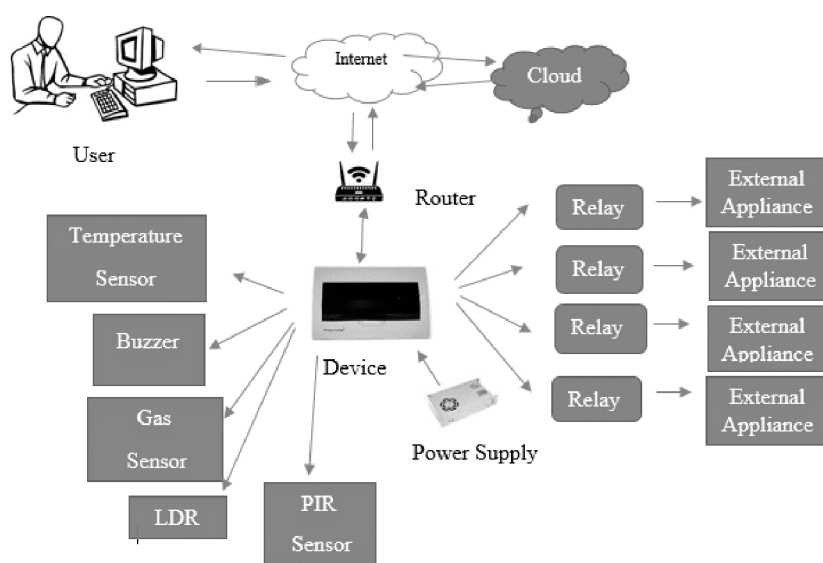 Internet
Cloud
User
Router
Temperature
Sensor
Buzzer
Gas
Sensor
LDR
PIR
Sensor
Device
Power Supply
Relay
External
Appliance
Relay
External
Appliance
Relay
External
Appliance
Relay
External
Appliance